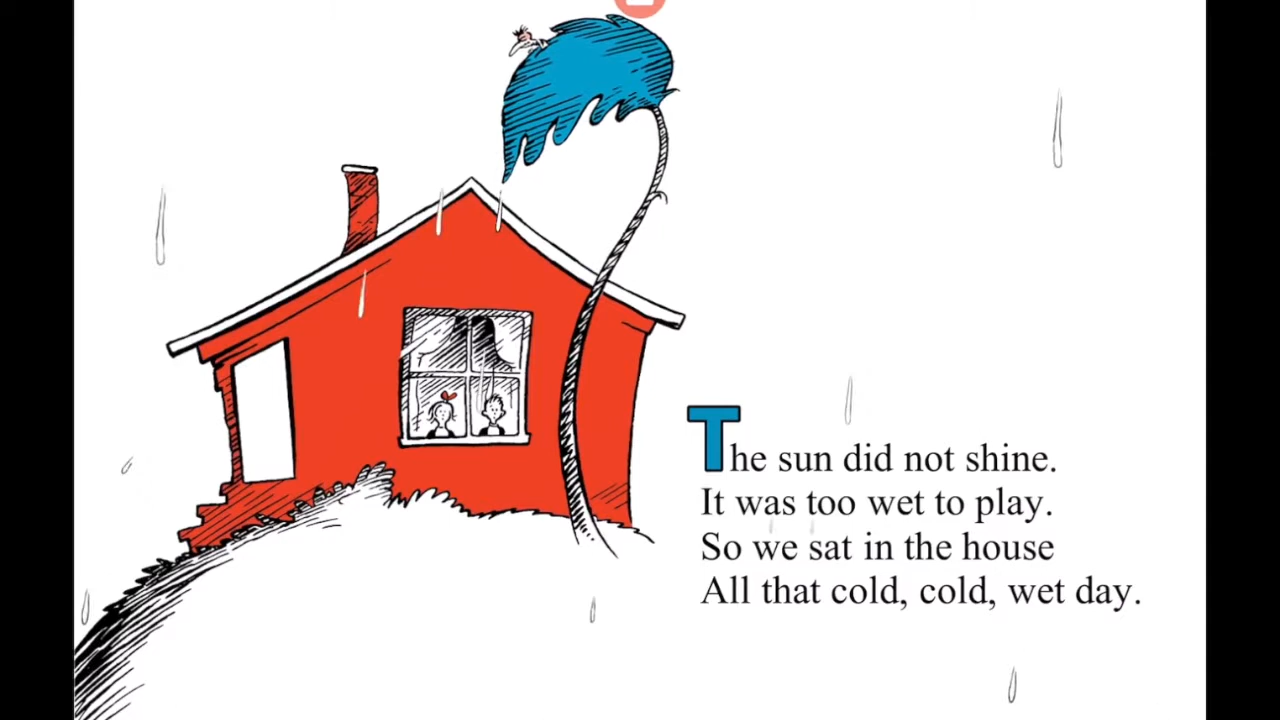 The sun did not shine.
It was too wet to play.
So we sat in the house
All that cold, cold, wet day.